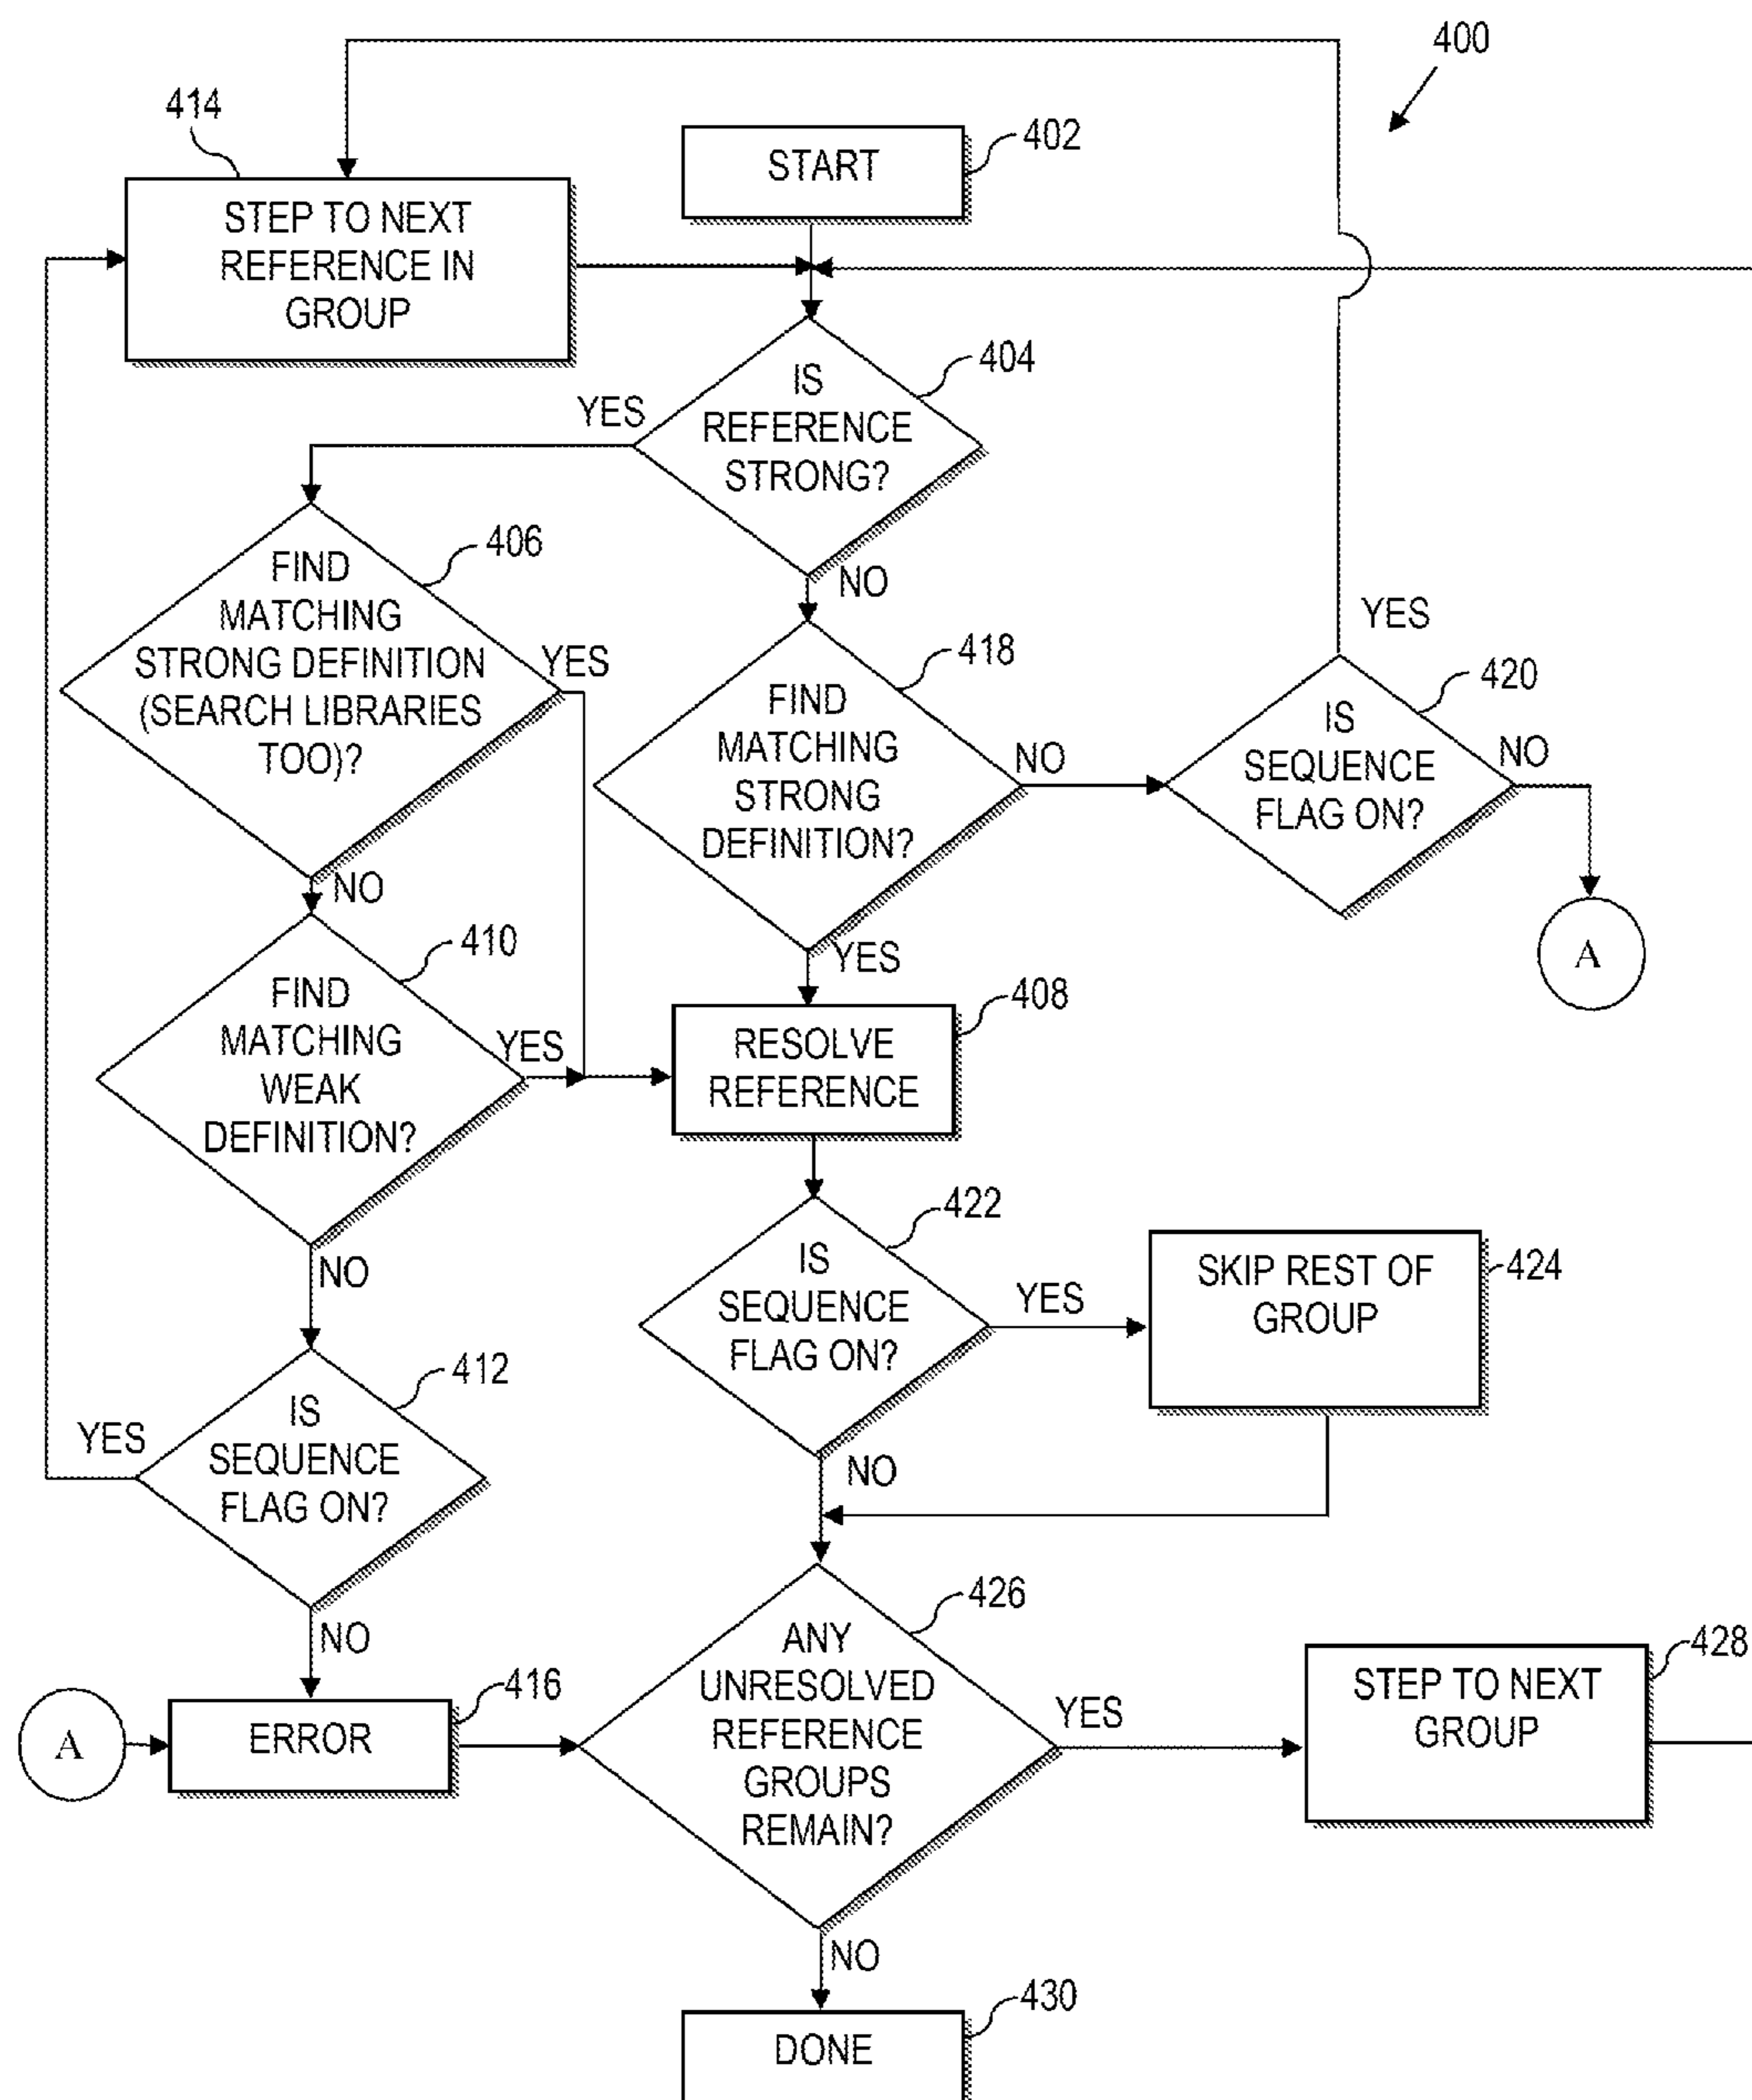 400
414
402
START
STEP TO NEXT
REFERENCE IN
GROUP
404
IS
REFERENCE
STRONG?
YES
NO
406
FIND
MATCHING
STRONG DEFINITION
(SEARCH LIBRARIES
TOO)?
YES
NO
418
FIND
MATCHING
STRONG
DEFINITION?
NO
YES
420
IS
SEQUENCE
FLAG ON?
YES
NO
A
410
FIND
MATCHING
WEAK
DEFINITION?
YES
NO
408
RESOLVE
REFERENCE
422
IS
SEQUENCE
FLAG ON?
YES
NO
424
SKIP REST OF
GROUP
412
IS
SEQUENCE
FLAG ON?
YES
NO
A
416
ERROR
426
ANY
UNRESOLVED
REFERENCE
GROUPS
REMAIN?
YES
NO
428
STEP TO NEXT
GROUP
430
DONE